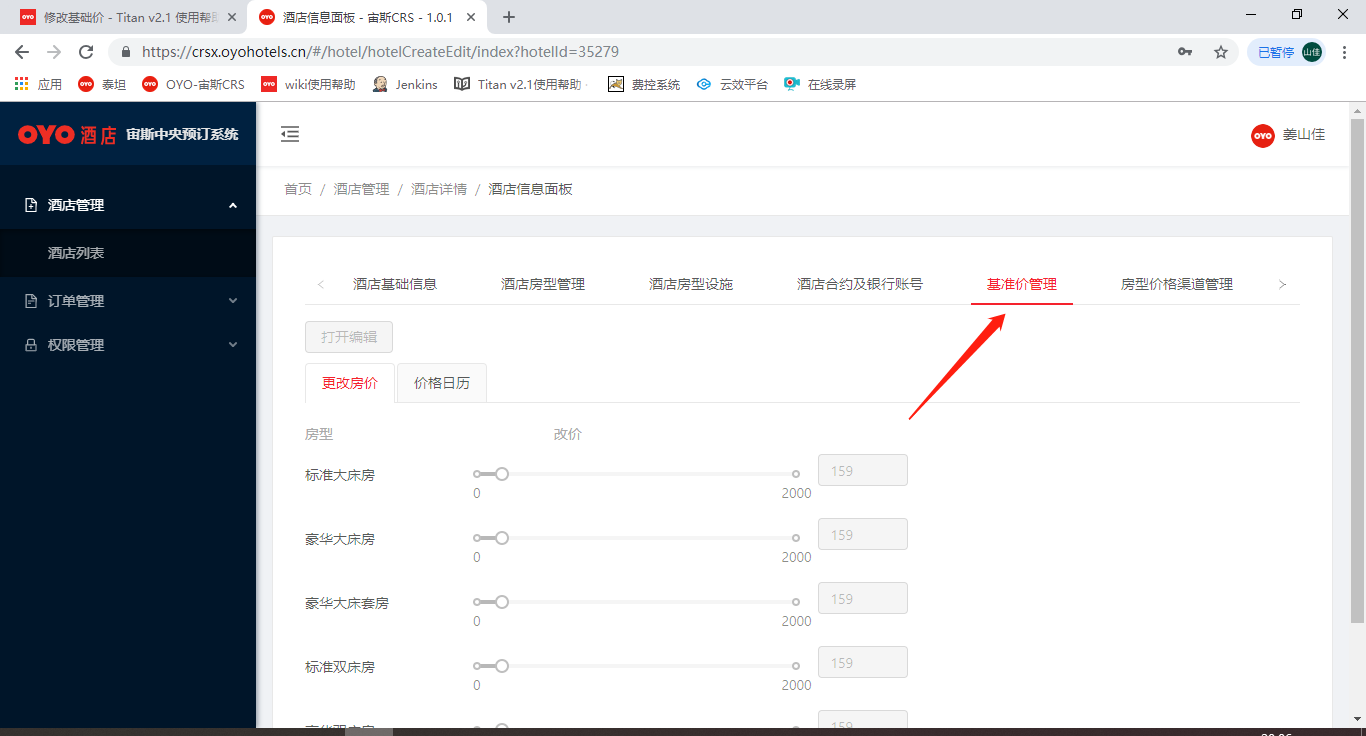 修改基础价 - Titan v2.1 使用帮助
酒店信息面板 - 宙斯CRS - 1.0.1
https://crsx.oyohotels.cn/#/hotel/hotelCreateEdit/index?hotelId=35279
已暂停
山佳
应用
OYO 泰坦
OYO OYO-宙斯CRS
OYO wiki使用帮助
Jenkins
Titan v2.1使用帮助
费控系统
云效平台
在线录屏
OYO 酒店 宙斯中央预订系统
OYO 姜山佳
酒店管理
酒店列表
订单管理
权限管理
首页 / 酒店管理 / 酒店详情 / 酒店信息面板
酒店基础信息
酒店房型管理
酒店房型设施
酒店合约及银行账号
基准价管理
房型价格渠道管理
打开编辑
更改房价
价格日历
房型 改价
标准大床房 159
0 2000
豪华大床房 159
0 2000
豪华大床套房 159
0 2000
标准双床房 159
0 2000
159